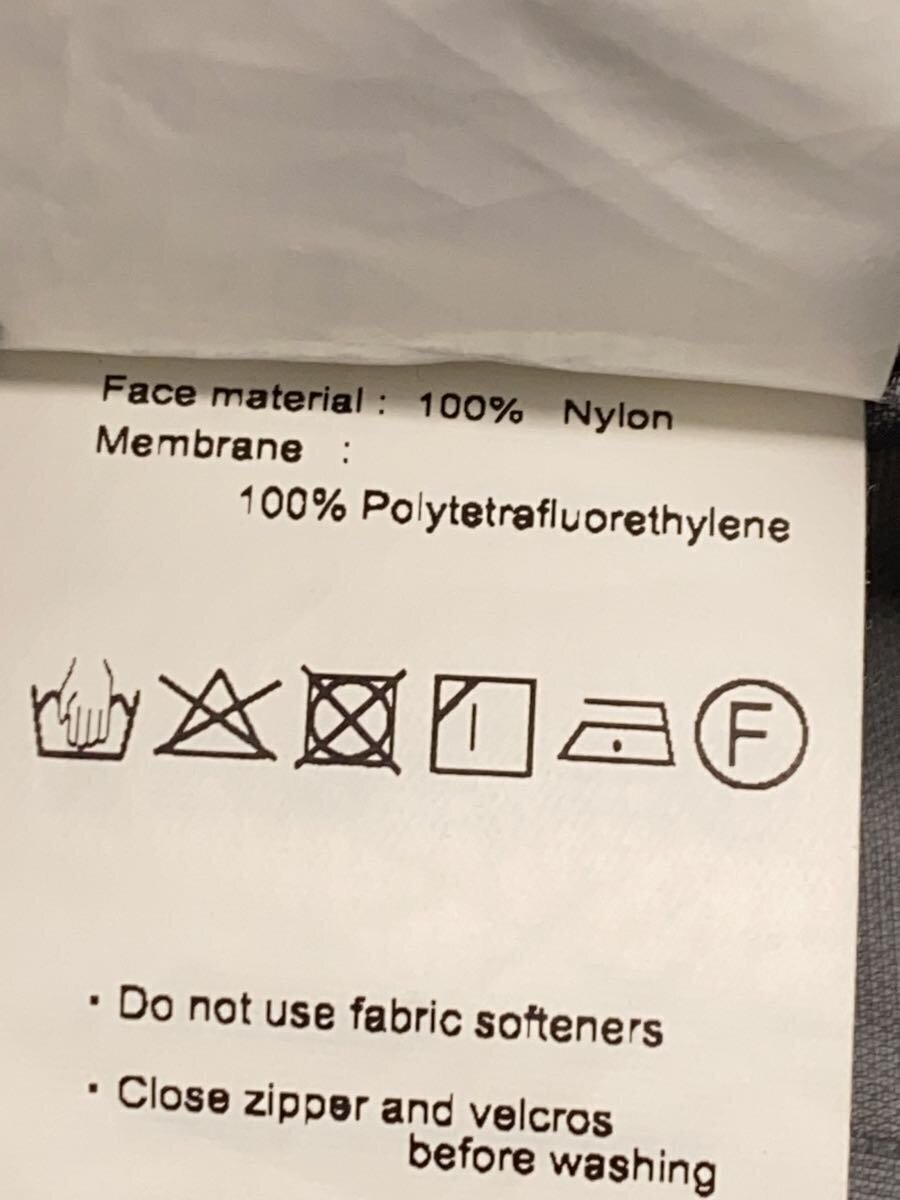 Face material : 100% Nylon
Membrane :
100% Polytetrafluorethylene
F
· Do not use fabric softeners
· Close zipper and velcros
before washing